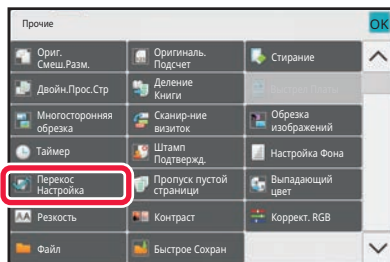 Прочие
OK
Ориг.
Смеш.Разм.
Оригиналь.
Подсчет
Стирание
Двойн.Прос.Стр
Деление
Книги
Многосторонняя
обрезка
Сканир-ние
визиток
Обрезка
изображений
Таймер
Штамп
Подтвержд.
Настройка Фона
Перекос
Настройка
Пропуск пустой
страници
Выпадающий
цвет
Резкость
Контраст
Коррект. RGB
Файл
Быстрое Сохран